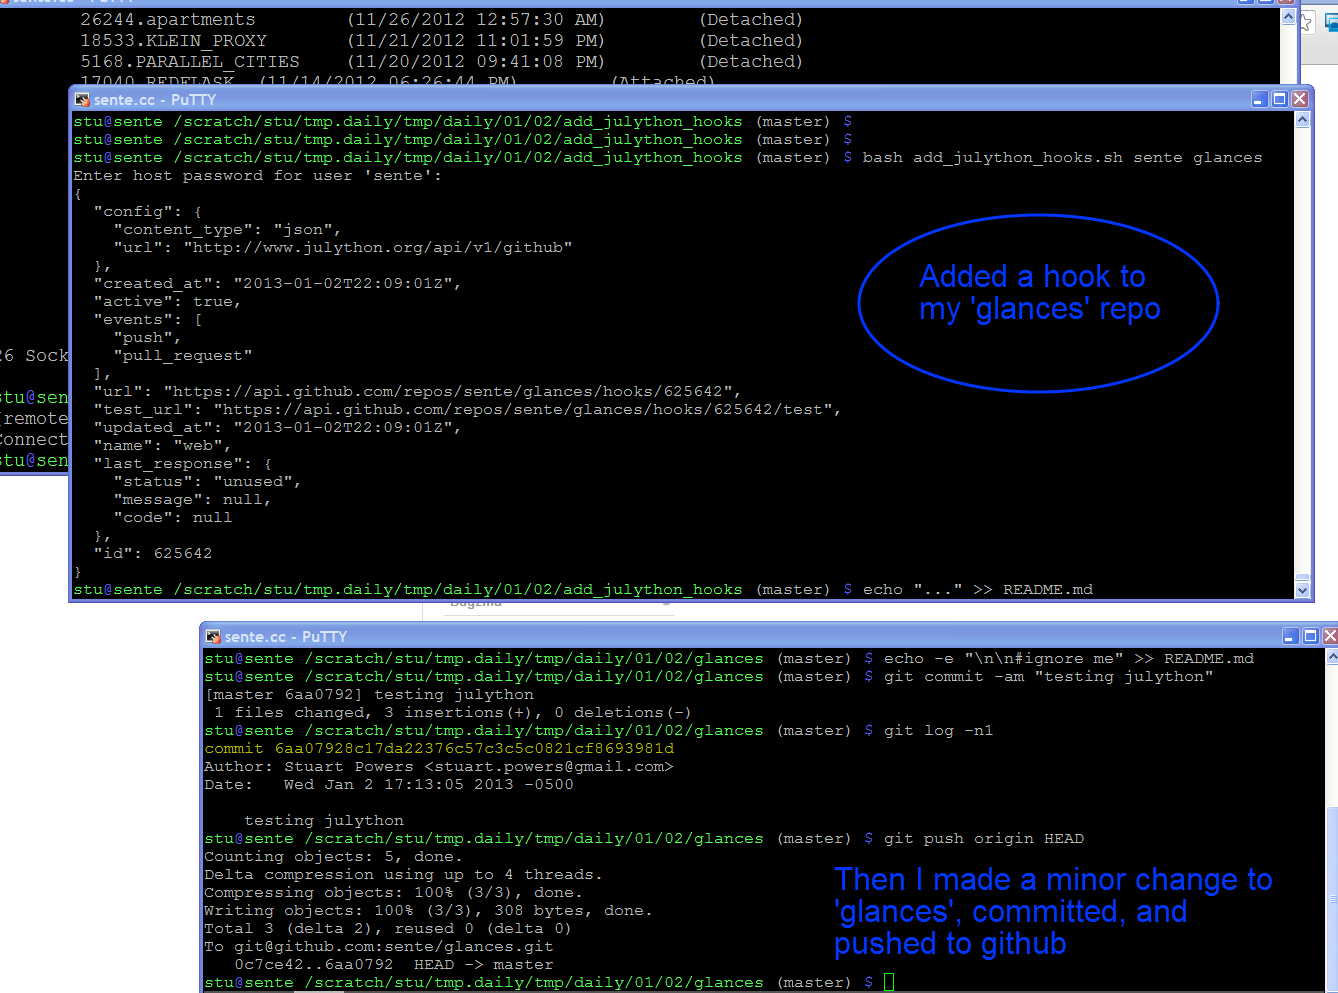 sente.cc - PuTTY
26244.apartments (11/26/2012 12:57:30 AM) (Detached)
18533.KLEIN_PROXY (11/21/2012 11:01:59 PM) (Detached)
5168.PARALLEL_CITIES (11/20/2012 09:41:08 PM) (Detached)
17040.REDFLASK (11/14/2012 06:26:44 PM) (Attached)
26 Sock
stu@sen
[remote
Connect
stu@sen
sente.cc - PuTTY
stu@sente /scratch/stu/tmp.daily/tmp/daily/01/02/add_julython_hooks (master) $
stu@sente /scratch/stu/tmp.daily/tmp/daily/01/02/add_julython_hooks (master) $
stu@sente /scratch/stu/tmp.daily/tmp/daily/01/02/add_julython_hooks (master) $ bash add_julython_hooks.sh sente glances
Enter host password for user 'sente':
{
  "config": {
    "content_type": "json",
    "url": "http://www.julython.org/api/v1/github"
  },
  "created_at": "2013-01-02T22:09:01Z",
  "active": true,
  "events": [
    "push",
    "pull_request"
  ],
  "url": "https://api.github.com/repos/sente/glances/hooks/625642",
  "test_url": "https://api.github.com/repos/sente/glances/hooks/625642/test",
  "updated_at": "2013-01-02T22:09:01Z",
  "name": "web",
  "last_response": {
    "status": "unused",
    "message": null,
    "code": null
  },
  "id": 625642
}
stu@sente /scratch/stu/tmp.daily/tmp/daily/01/02/add_julython_hooks (master) $ echo "..." >> README.md
Added a hook to
my 'glances' repo
Bugzilla
sente.cc - PuTTY
stu@sente /scratch/stu/tmp.daily/tmp/daily/01/02/glances (master) $ echo -e "\n\n#ignore me" >> README.md
stu@sente /scratch/stu/tmp.daily/tmp/daily/01/02/glances (master) $ git commit -am "testing julython"
[master 6aa0792] testing julython
 1 files changed, 3 insertions(+), 0 deletions(-)
stu@sente /scratch/stu/tmp.daily/tmp/daily/01/02/glances (master) $ git log -n1
commit 6aa07928c17da22376c57c3c5c0821cf8693981d
Author: Stuart Powers <stuart.powers@gmail.com>
Date:   Wed Jan 2 17:13:05 2013 -0500
    testing julython
stu@sente /scratch/stu/tmp.daily/tmp/daily/01/02/glances (master) $ git push origin HEAD
Counting objects: 5, done.
Delta compression using up to 4 threads.
Compressing objects: 100% (3/3), done.
Writing objects: 100% (3/3), 308 bytes, done.
Total 3 (delta 2), reused 0 (delta 0)
To git@github.com:sente/glances.git
   0c7ce42..6aa0792  HEAD -> master
stu@sente /scratch/stu/tmp.daily/tmp/daily/01/02/glances (master) $
Then I made a minor change to
'glances', committed, and
pushed to github